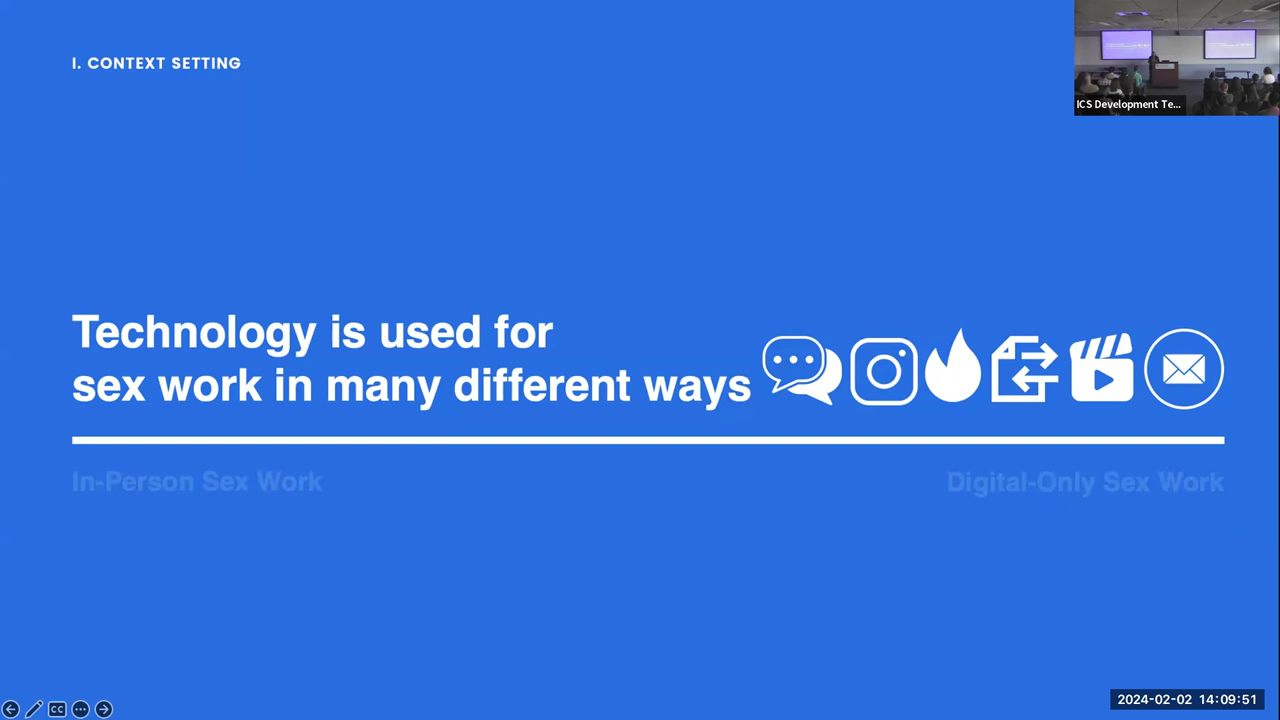 I. CONTEXT SETTING
ICS Development Te...
Technology is used for
sex work in many different ways
In-Person Sex Work
Digital-Only Sex Work
CC
2024-02-02 14:09:51